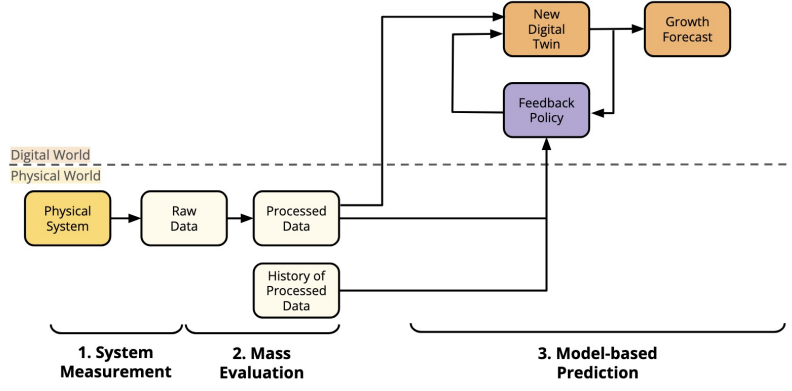 New
Digital
Twin
Growth
Forecast
Feedback
Policy
Digital World
Physical World
Physical
System
Raw
Data
Processed
Data
History of
Processed
Data
1. System
Measurement
2. Mass
Evaluation
3. Model-based
Prediction